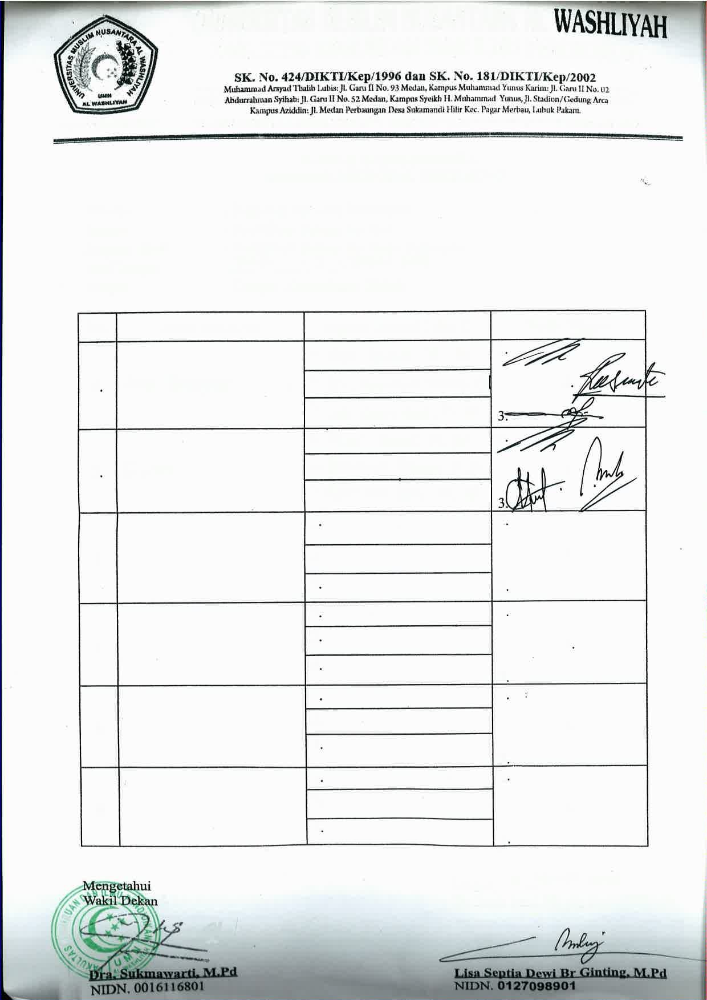 WASHLIYAH
UNIVERSITAS MUSLIM NUSANTARA AL WASHLIYAH
UMN
AL WASHLIYAH
SK. No. 424/DIKTI/Kep/1996 dan SK. No. 181/DIKTI/Kep/2002
Muhammad Arsyad Thalib Lubis: Jl. Garu II No. 93 Medan, Kampus Muhammad Yunus Karim: Jl. Garu II No. 02
Abdurrahman Syihab: Jl. Garu II No. 52 Medan, Kampus Syeikh H. Muhammad Yunus, Jl. Stadion/Gedung Arca
Kampus Aziddin: Jl. Medan Perbaungan Desa Sukamandi Hilir Kec. Pagar Merbau, Lubuk Pakam.
3.
3.
Mengetahui
Wakil Dekan
FAKULTAS
UMN
Dra. Sukmawarti, M.Pd
NIDN. 0016116801
Lisa Septia Dewi Br Ginting, M.Pd
NIDN. 0127098901